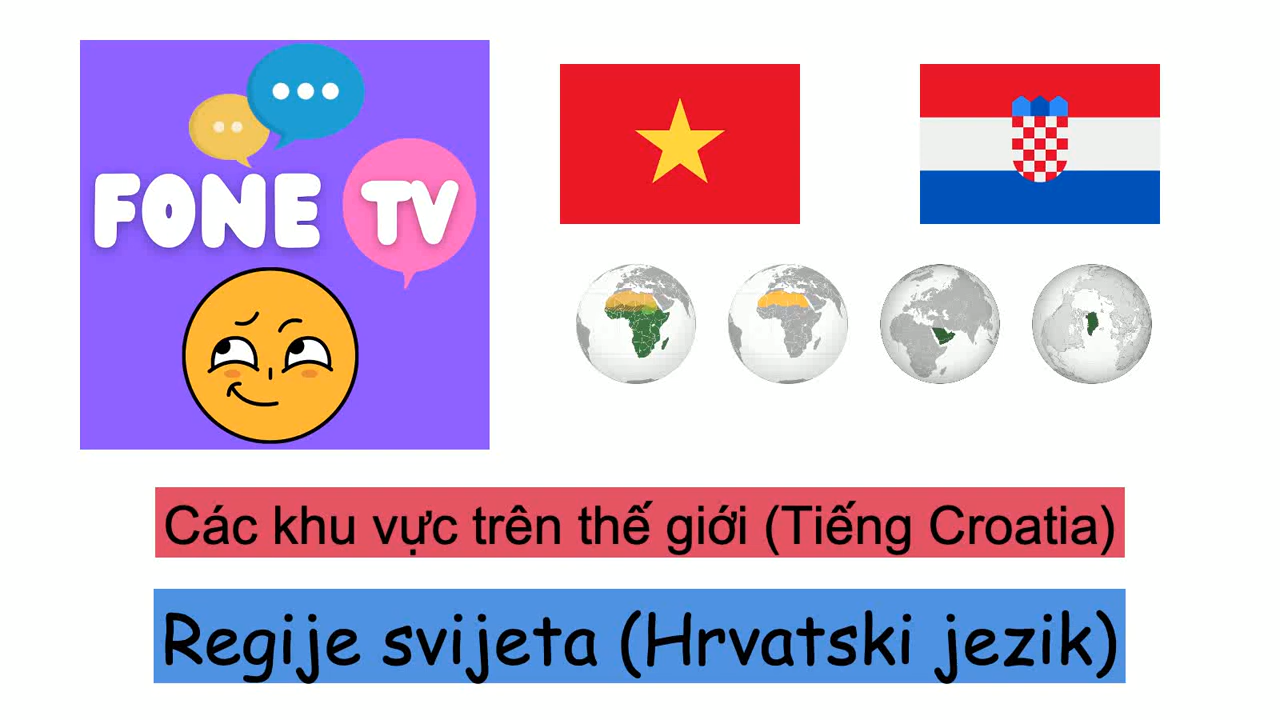 FONE TV
Các khu vực trên thế giới (Tiếng Croatia)
Regije svijeta (Hrvatski jezik)